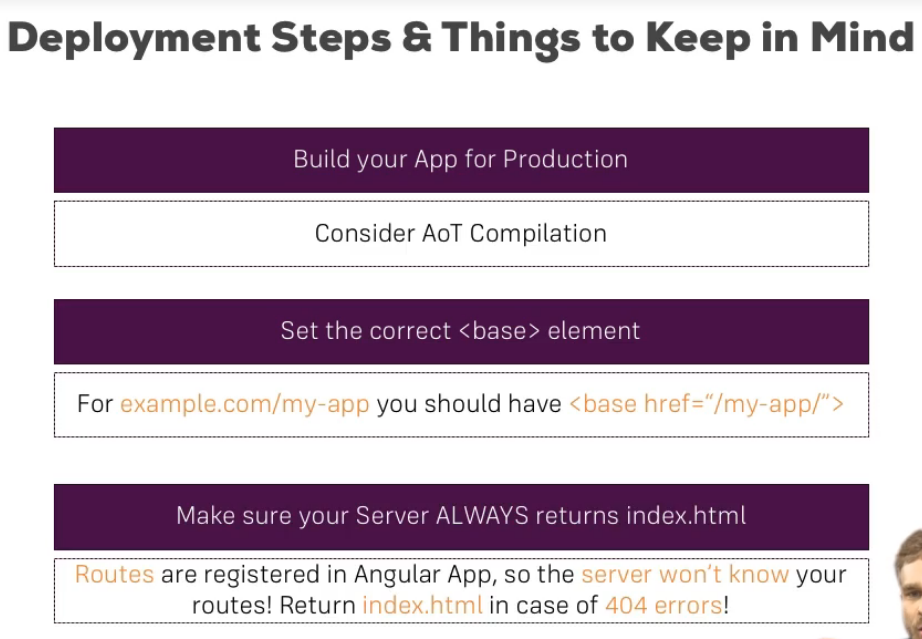 Deployment Steps & Things to Keep in Mind
Build your App for Production
Consider AoT Compilation
Set the correct <base> element
For example.com/my-app you should have <base href=“/my-app/”>
Make sure your Server ALWAYS returns index.html
Routes are registered in Angular App, so the server won’t know your
routes! Return index.html in case of 404 errors!